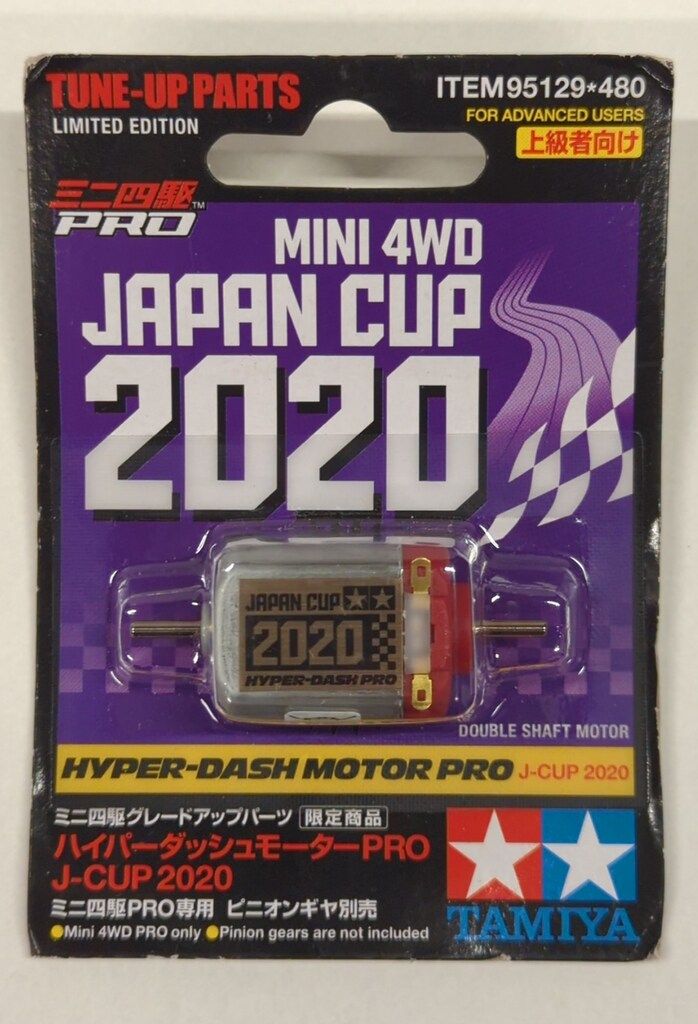 TUNE-UP PARTS
LIMITED EDITION
ITEM 95129*480
FOR ADVANCED USERS
上級者向け
ミニ四駆™
PRO
MINI 4WD
JAPAN CUP
2020
JAPAN CUP
2020
HYPER-DASH PRO
DOUBLE SHAFT MOTOR
HYPER-DASH MOTOR PRO J-CUP 2020
ミニ四駆グレードアップパーツ 限定商品
ハイパーダッシュモーターPRO
J-CUP 2020
ミニ四駆PRO専用 ピニオンギヤ別売
●Mini 4WD PRO only ●Pinion gears are not included
TAMIYA